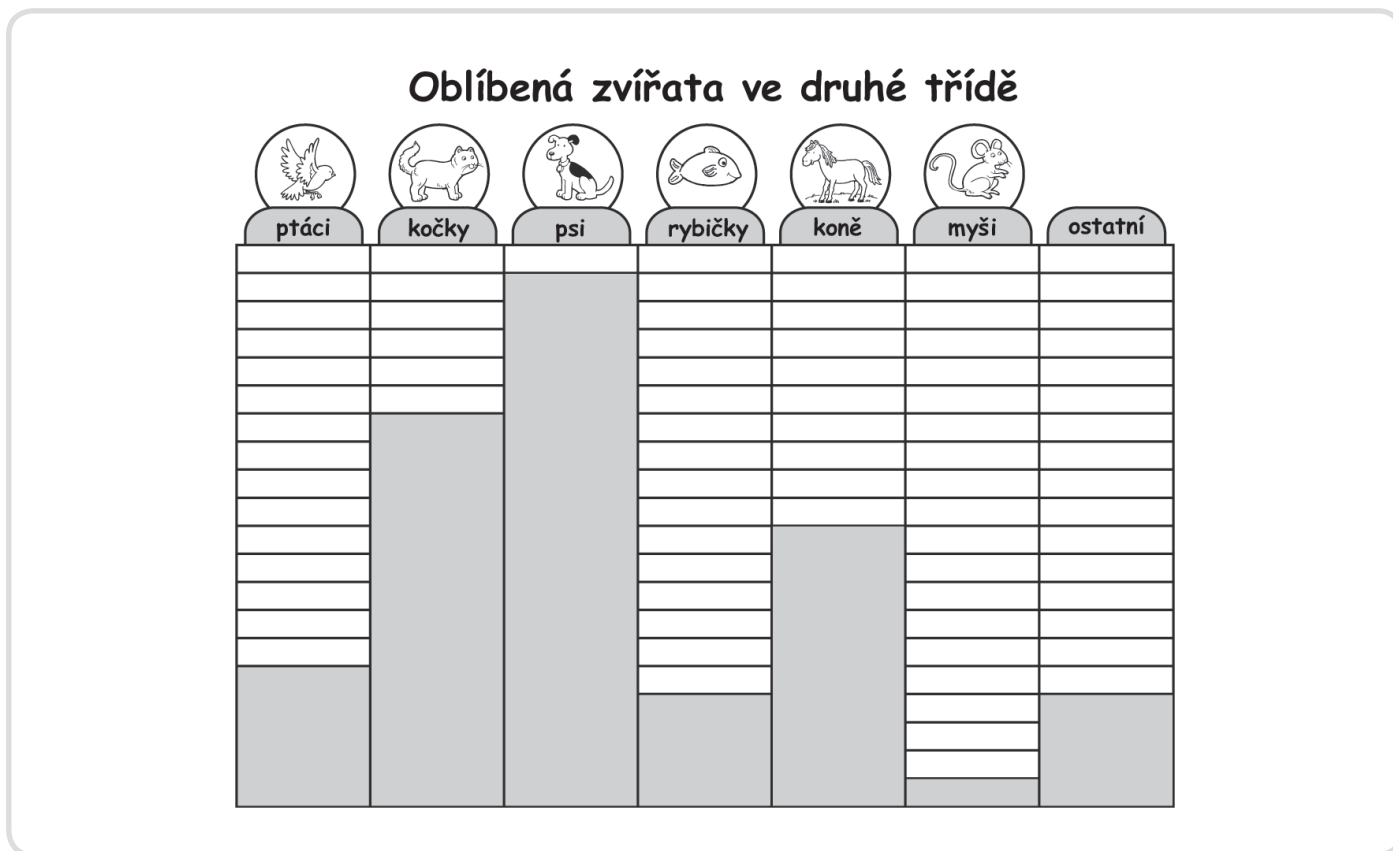 Oblíbená zvířata ve druhé třídě
ptáci kočky psi rybičky koně myši ostatní